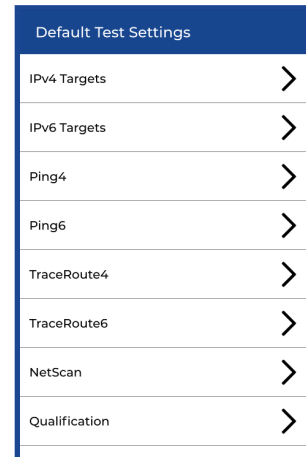 Default Test Settings
IPv4 Targets
IPv6 Targets
Ping4
Ping6
TraceRoute4
TraceRoute6
NetScan
Qualification